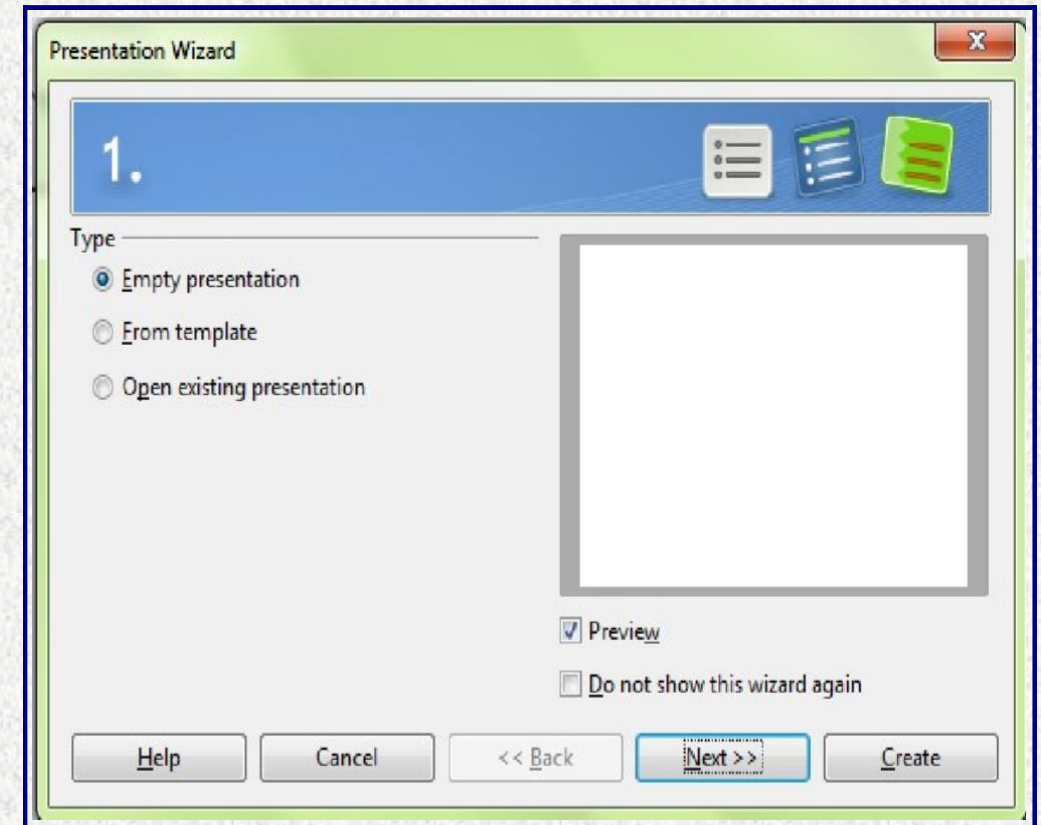 Presentation Wizard
1.
Type
Empty presentation
From template
Open existing presentation
Preview
Do not show this wizard again
Help
Cancel
<< Back
Next >>
Create